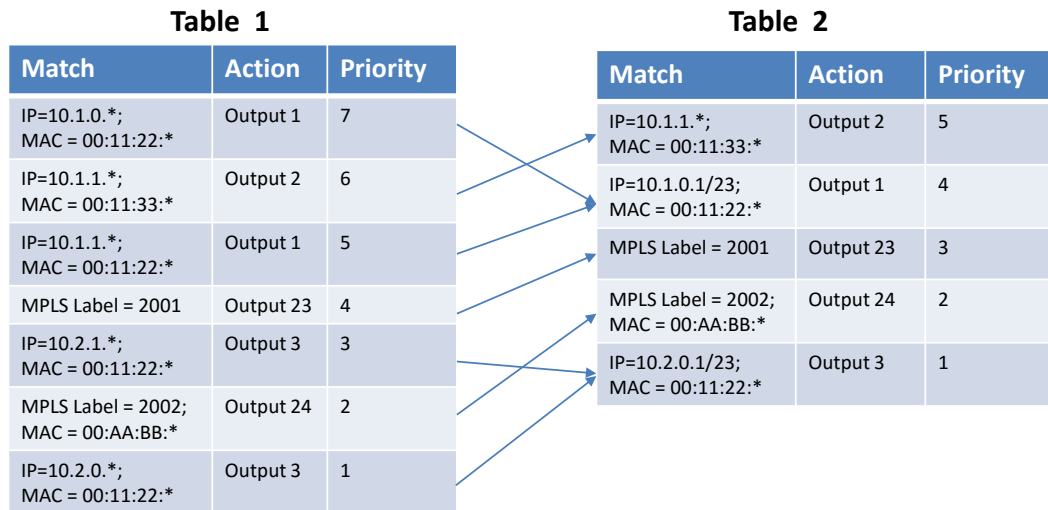 Table 1
Match Action Priority
IP=10.1.0.*; Output 1 7
MAC = 00:11:22:*
IP=10.1.1.*; Output 2 6
MAC = 00:11:33:*
IP=10.1.1.*; Output 1 5
MAC = 00:11:22:*
MPLS Label = 2001 Output 23 4
IP=10.2.1.*; Output 3 3
MAC = 00:11:22:*
MPLS Label = 2002; Output 24 2
MAC = 00:AA:BB:*
IP=10.2.0.*; Output 3 1
MAC = 00:11:22:*
Table 2
Match Action Priority
IP=10.1.1.*; Output 2 5
MAC = 00:11:33:*
IP=10.1.0.1/23; Output 1 4
MAC = 00:11:22:*
MPLS Label = 2001 Output 23 3
MPLS Label = 2002; Output 24 2
MAC = 00:AA:BB:*
IP=10.2.0.1/23; Output 3 1
MAC = 00:11:22:*